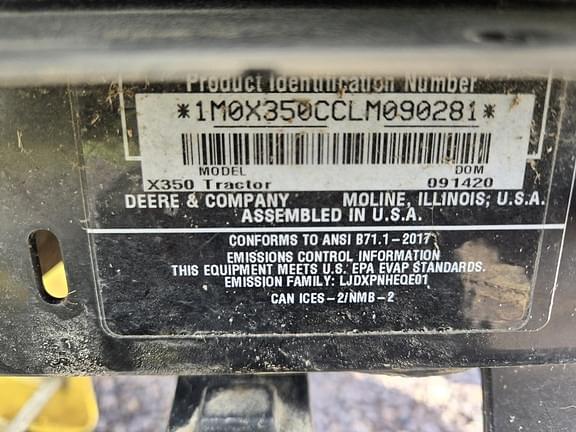 Product Identification Number
*1M0X350CCLM090281*
MODEL DOM
X350 Tractor 091420
DEERE & COMPANY MOLINE, ILLINOIS, U.S.A.
ASSEMBLED IN U.S.A.
CONFORMS TO ANSI B71.1-2017
EMISSIONS CONTROL INFORMATION
THIS EQUIPMENT MEETS U.S. EPA EVAP STANDARDS.
EMISSION FAMILY: LJDXPNHEQE01
CAN ICES-2/NMB-2